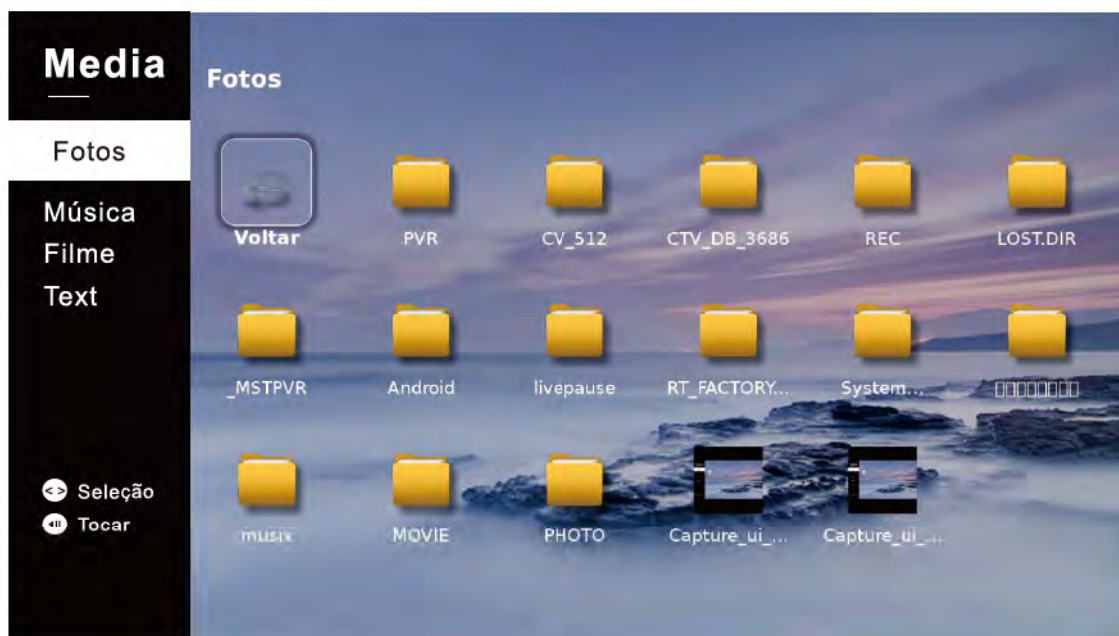 Media
Fotos
Música
Filme
Text
Seleção
Tocar
Fotos
Voltar
PVR
CV_512
CTV_DB_3686
REC
LOST.DIR
_MSTPVR
Android
livepause
RT_FACTORY...
System...
musix
MOVIE
PHOTO
Capture_ui_...
Capture_ui_...